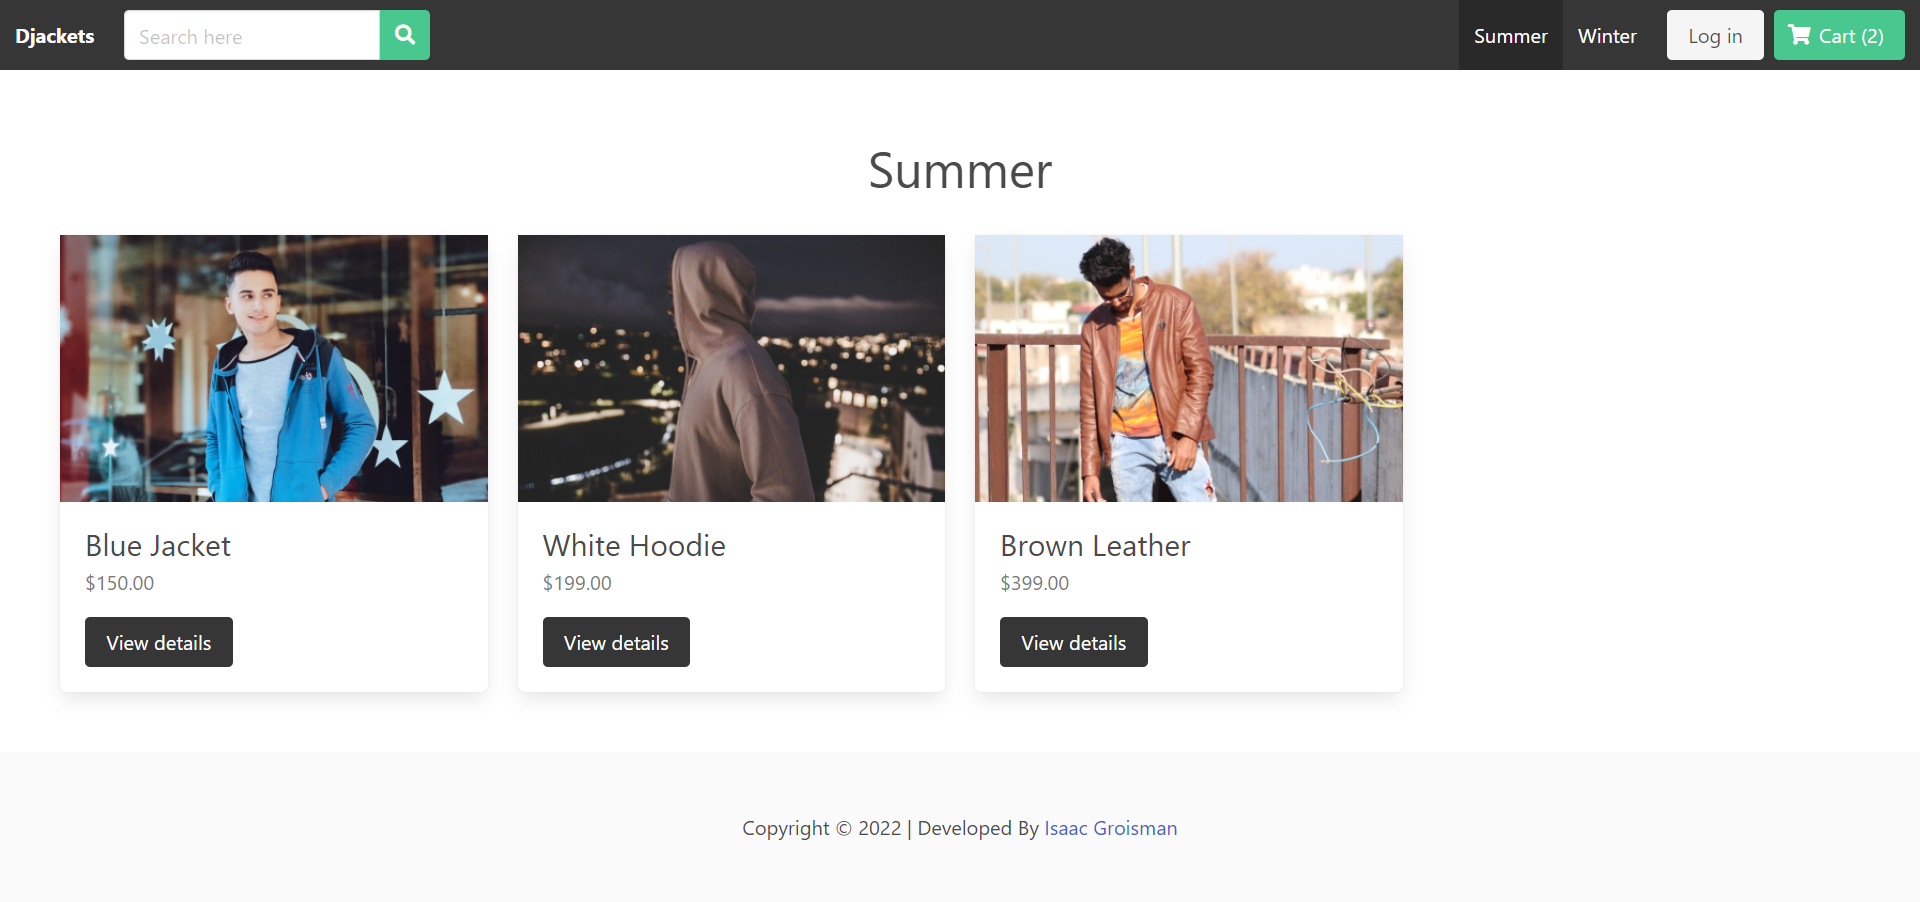 Djackets
Search here
Summer
Winter
Log in
Cart (2)
Summer
Blue Jacket
$150.00
View details
White Hoodie
$199.00
View details
Brown Leather
$399.00
View details
Copyright © 2022 | Developed By Isaac Groisman